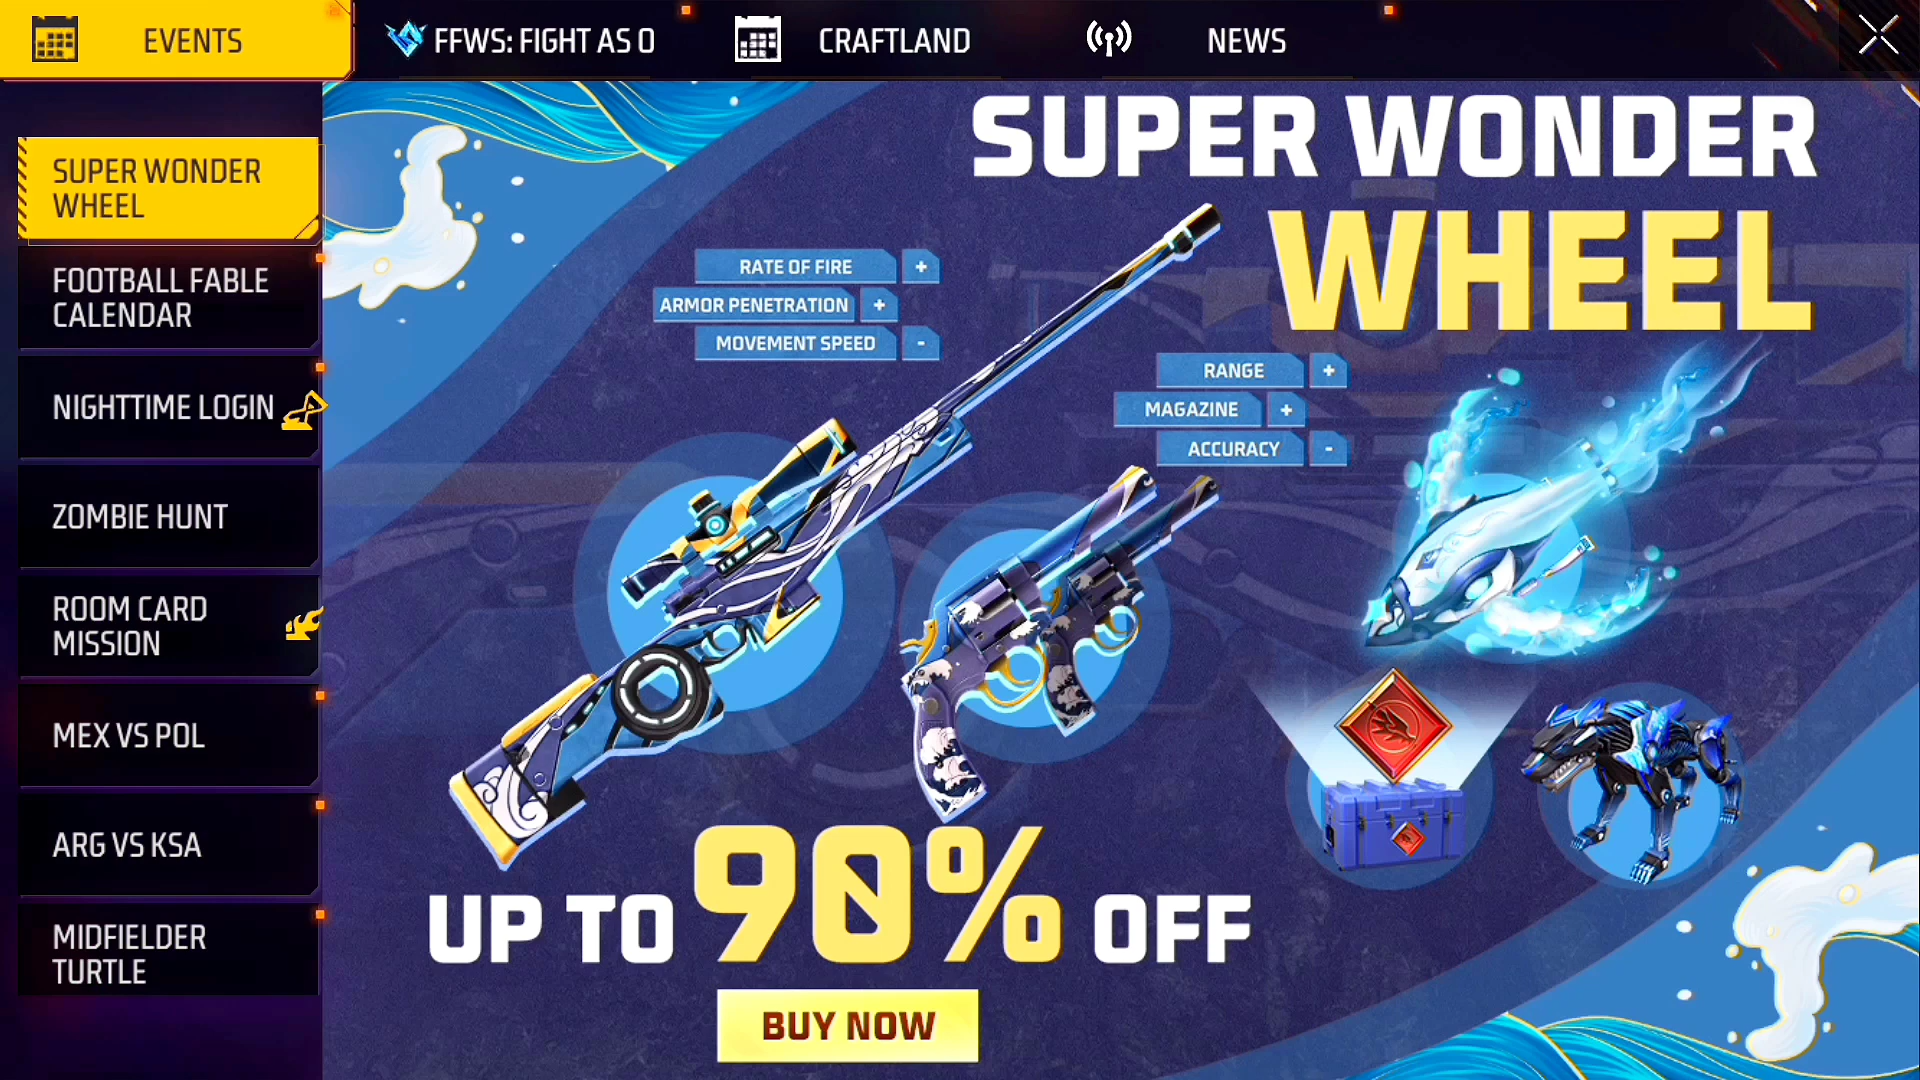 EVENTS
FFWS: FIGHT AS O
CRAFTLAND
NEWS
SUPER WONDER
WHEEL
FOOTBALL FABLE
CALENDAR
NIGHTTIME LOGIN
ZOMBIE HUNT
ROOM CARD
MISSION
MEX VS POL
ARG VS KSA
MIDFIELDER
TURTLE
SUPER WONDER
WHEEL
RATE OF FIRE +
ARMOR PENETRATION +
MOVEMENT SPEED -
RANGE +
MAGAZINE +
ACCURACY -
UP TO 90% OFF
BUY NOW